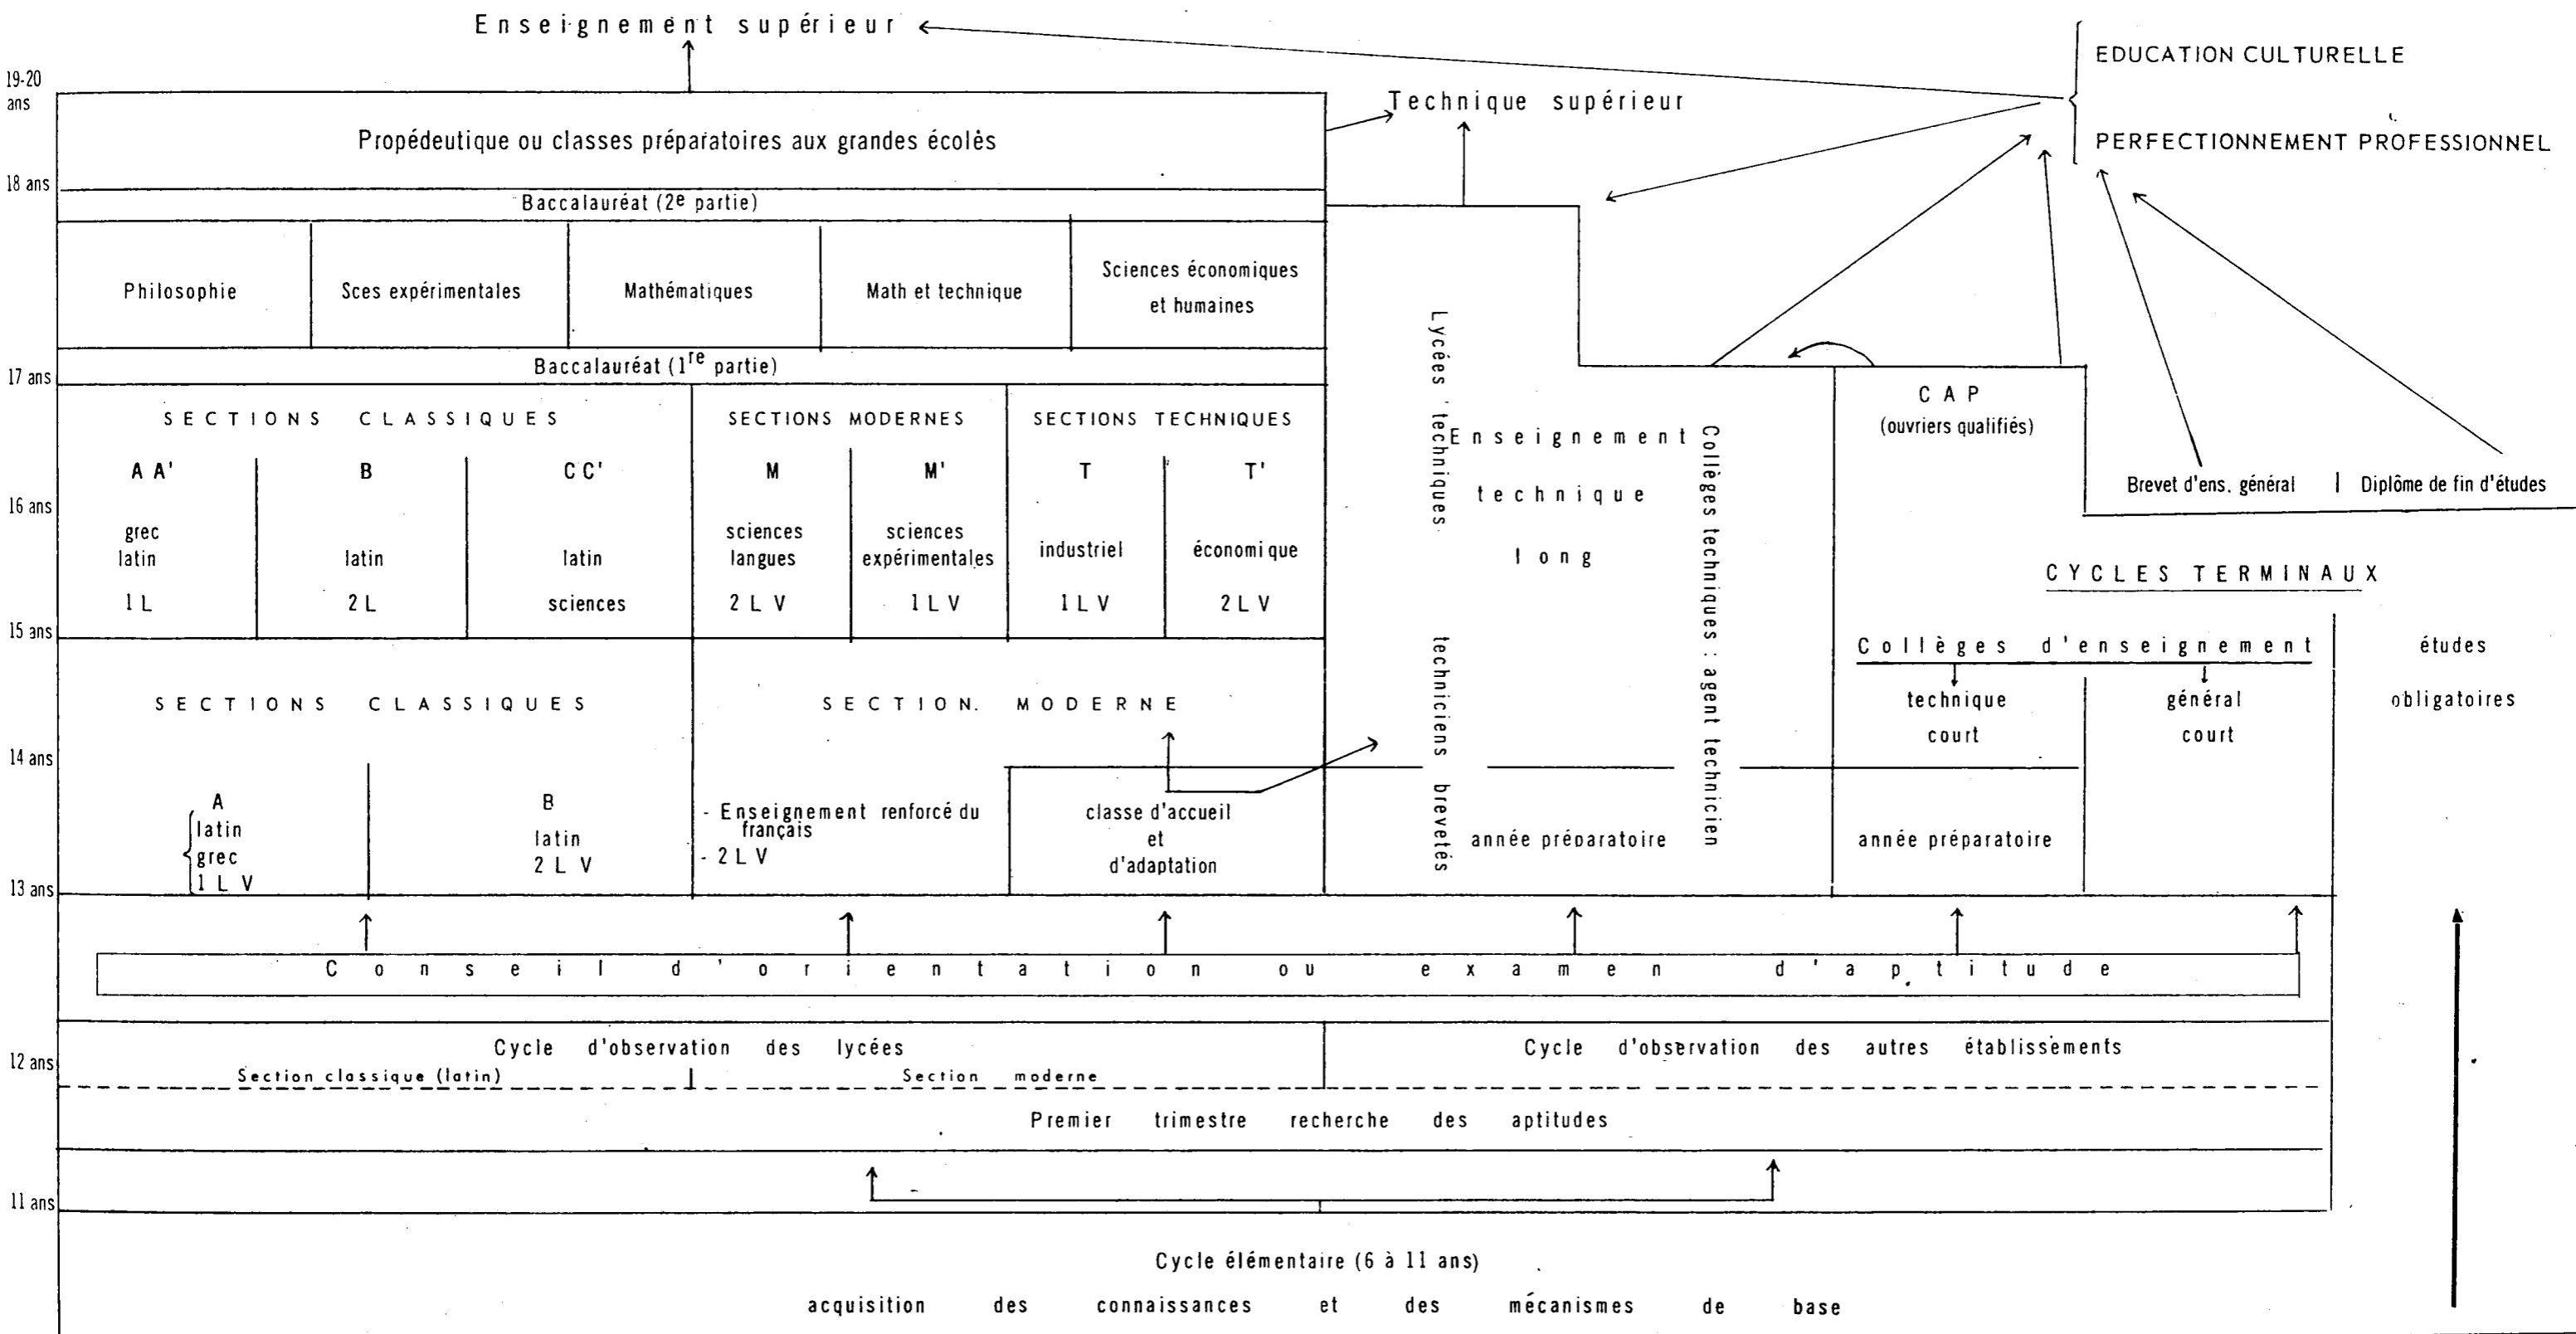 Enseignement supérieur
EDUCATION CULTURELLE
PERFECTIONNEMENT PROFESSIONNEL
19-20
ans
Technique supérieur
Propédeutique ou classes préparatoires aux grandes écoles
18 ans
Baccalauréat (2e partie)
Philosophie
Sces expérimentales
Mathématiques
Math et technique
Sciences économiques
et humaines
Baccalauréat (1re partie)
17 ans
SECTIONS CLASSIQUES
SECTIONS MODERNES
SECTIONS TECHNIQUES
A A'
B
C C'
M
M'
T
T'
16 ans
grec
latin
1 L
latin
2 L
latin
sciences
sciences
langues
2 L V
sciences
expérimentales
1 L V
industriel
1 L V
économique
2 L V
15 ans
Lycées techniques techniciens brevetés
Enseignement
technique
long
Collèges techniques : agent technicien
C A P
(ouvriers qualifiés)
Brevet d'ens. général | Diplôme de fin d'études
CYCLES TERMINAUX
Collèges d'enseignement
technique
court
général
court
études
obligatoires
SECTIONS CLASSIQUES
SECTION. MODERNE
14 ans
A
latin
grec
1 L V
B
latin
2 L V
- Enseignement renforcé du
français
- 2 L V
classe d'accueil
et
d'adaptation
année préparatoire
année préparatoire
13 ans
Conseil d'orientation ou examen d'aptitude
Cycle d'observation des lycées
Cycle d'observation des autres établissements
12 ans
Section classique (latin)
Section moderne
Premier trimestre recherche des aptitudes
11 ans
Cycle élémentaire (6 à 11 ans)
acquisition des connaissances et des mécanismes de base